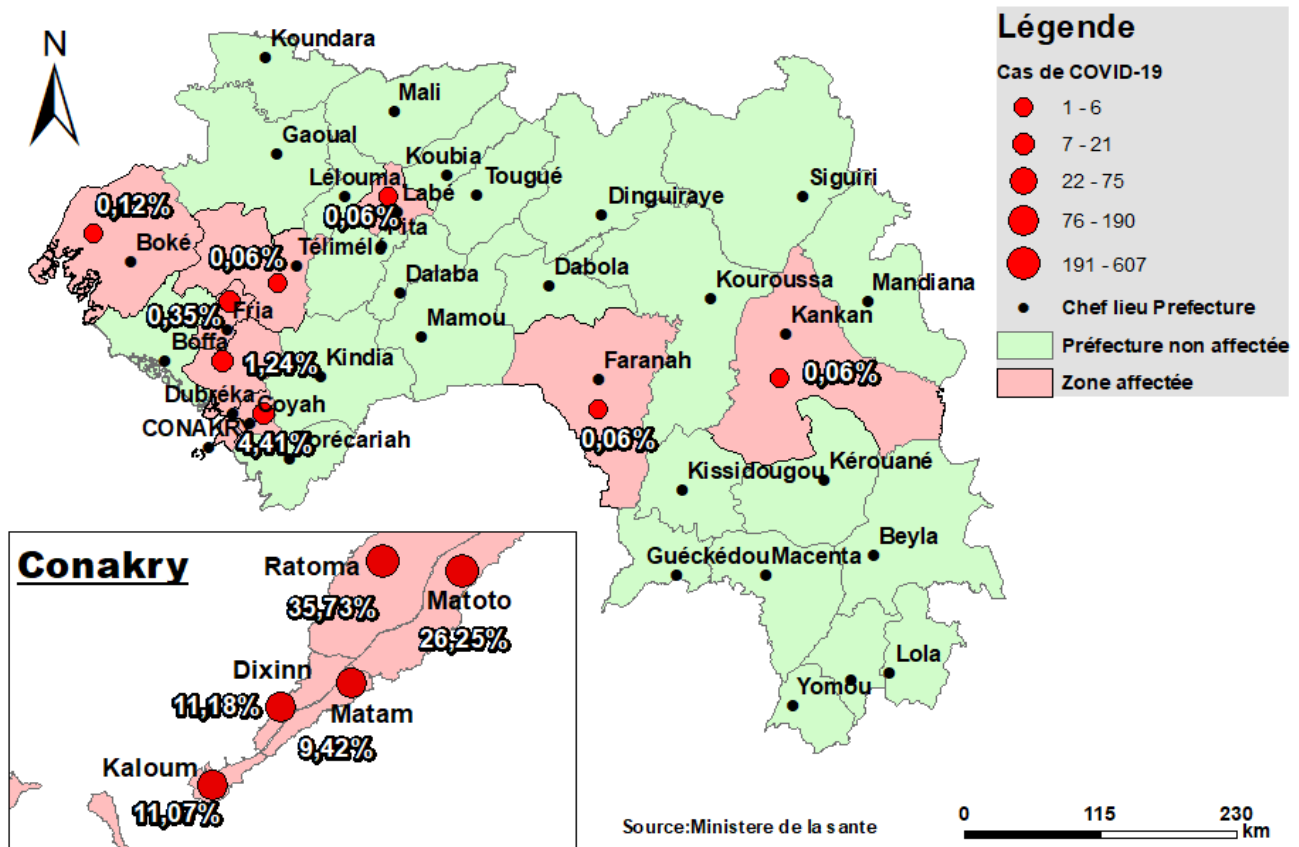 N
Koundara
Mali
Gaoual
Koubia
Lélouma
Labé
Tougué
Siguiri
Dinguiraye
0,12%
0,06%
Pita
Boké
0,06%
Télimélé
Dalaba
Dabola
Kouroussa
Mandiana
0,35%
Fria
Boffa
Mamou
Kankan
1,24%
Kindia
Faranah
0,06%
Dubréka
Coyah
CONAKRY
4,41%
0,06%
Kissidougou
Kérouané
Guéckédou
Macenta
Beyla
Lola
Yomou
Légende
Cas de COVID-19
1 - 6
7 - 21
22 - 75
76 - 190
191 - 607
Chef lieu Prefecture
Préfecture non affectée
Zone affectée
Conakry
Ratoma
35,73%
Matoto
26,25%
Dixinn
11,18%
Matam
9,42%
Kaloum
11,07%
Source:Ministere de la sante
0 115 230
km